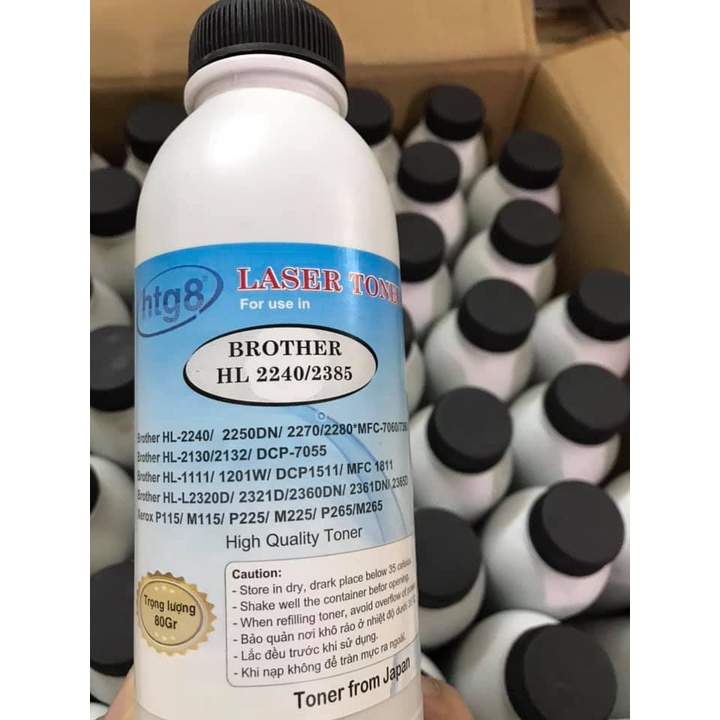 htg8
LASER TONER
For use in
BROTHER
HL 2240/2385
Brother HL-2240/ 2250DN/ 2270/2280*MFC-7060/
Brother HL-2130/2132/ DCP-7055
Brother HL-1111/ 1201W/ DCP1511/ MFC 1811
Brother HL-L2320D/ 2321D/2360DN/ 2361DN/ 2365D
Xerox P115/ M115/ P225/ M225/ P265/M265
High Quality Toner
Trọng lượng
80Gr
Caution:
- Store in dry, drark place below 35 celsius.
- Shake well the container befor opening.
- When refilling toner, avoid overflow of
- Bảo quản nơi khô ráo ở nhiệt độ dưới
- Lắc đều trước khi sử dụng.
- Khi nạp không để tràn mực ra ngoài.
Toner from Japan